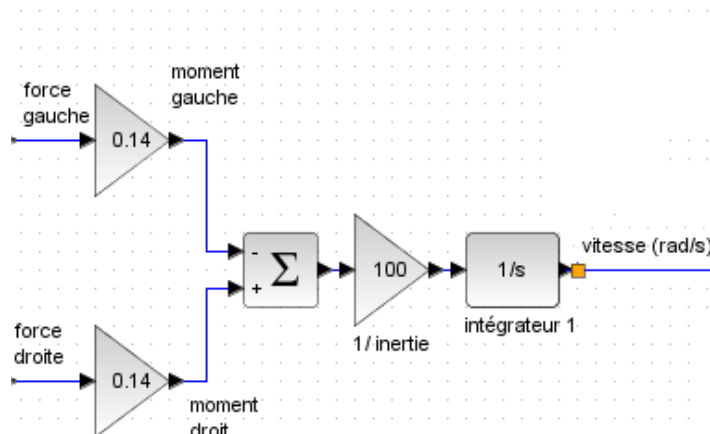 force
gauche
0.14
moment
gauche
-
+
Σ
100
1/ inertie
1/s
intégrateur 1
vitesse (rad/s)
force
droite
0.14
moment
droit